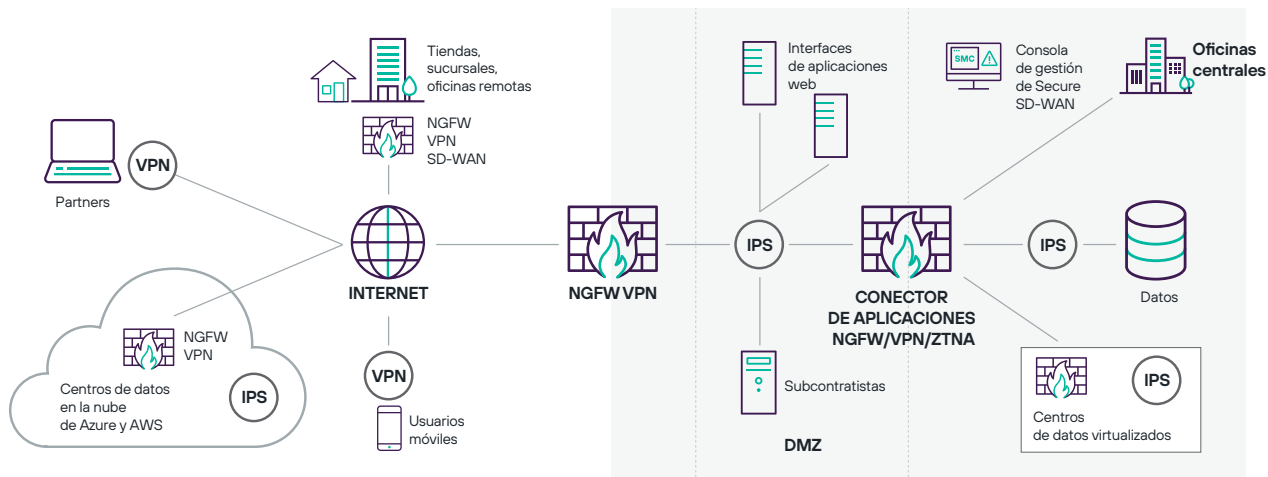 Tiendas,
sucursales,
oficinas remotas
NGFW
VPN
SD-WAN
VPN
Partners
INTERNET
NGFW
VPN
Centros de datos
en la nube
de Azure y AWS
IPS
VPN
Usuarios
móviles
NGFW VPN
Interfaces
de aplicaciones
web
IPS
Subcontratistas
DMZ
CONECTOR
DE APLICACIONES
NGFW/VPN/ZTNA
SMC
Consola
de gestión
de Secure
SD-WAN
Oficinas
centrales
IPS
Datos
IPS
Centros
de datos virtualizados